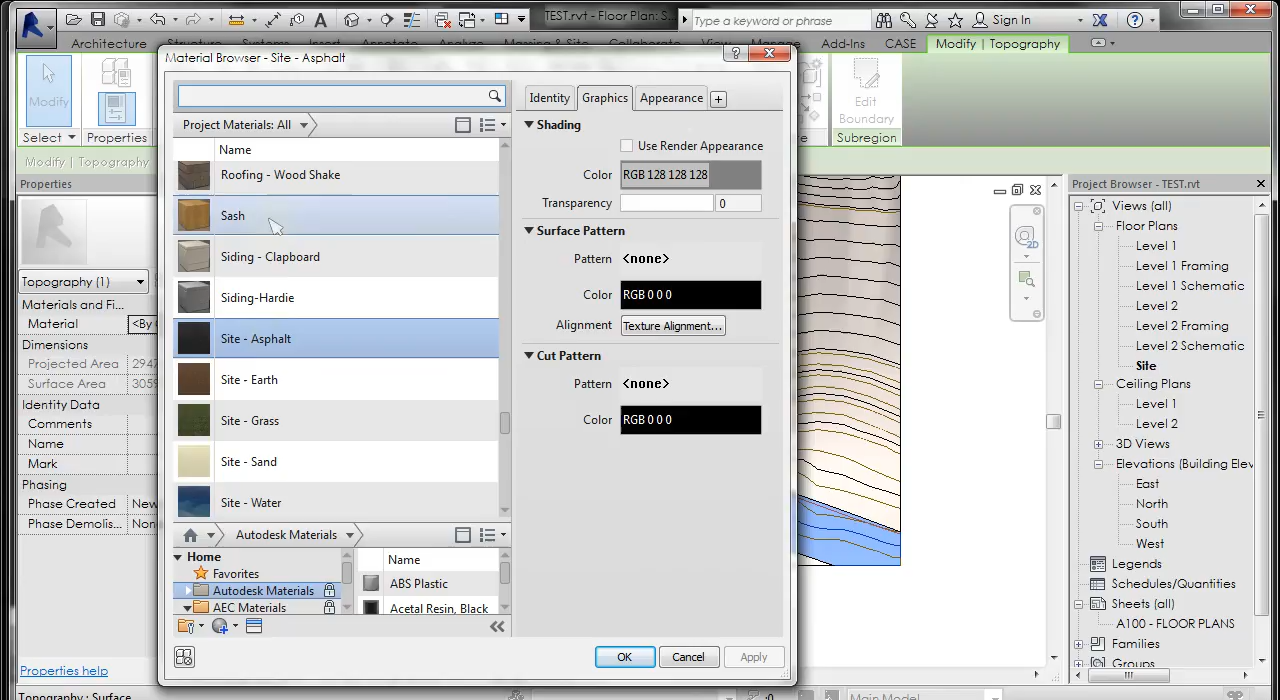 TEST.rvt - Floor Plan: S...
Type a keyword or phrase
Sign In
Architecture
Add-Ins
CASE
Modify | Topography
Material Browser - Site - Asphalt
Modify
Select
Properties
Edit
Boundary
Subregion
Modify | Topography
Properties
Topography (1)
Materials and Fi...
Material
<By
Dimensions
Projected Area
2947
Surface Area
3059
Identity Data
Comments
Name
Mark
Phasing
Phase Created
New
Phase Demolis...
Non
Properties help
Topography : Surface
Project Materials: All
Name
Roofing - Wood Shake
Sash
Siding - Clapboard
Siding-Hardie
Site - Asphalt
Site - Earth
Site - Grass
Site - Sand
Site - Water
Autodesk Materials
Home
Favorites
Autodesk Materials
AEC Materials
Name
ABS Plastic
Acetal Resin, Black
Identity
Graphics
Appearance
Shading
Use Render Appearance
Color
RGB 128 128 128
Transparency
0
Surface Pattern
Pattern
<none>
Color
RGB 0 0 0
Alignment
Texture Alignment...
Cut Pattern
Pattern
<none>
Color
RGB 0 0 0
OK
Cancel
Apply
2D
:0
Main Model
Project Browser - TEST.rvt
Views (all)
Floor Plans
Level 1
Level 1 Framing
Level 1 Schematic
Level 2
Level 2 Framing
Level 2 Schematic
Site
Ceiling Plans
Level 1
Level 2
3D Views
Elevations (Building Elev
East
North
South
West
Legends
Schedules/Quantities
Sheets (all)
A100 - FLOOR PLANS
Families
Groups